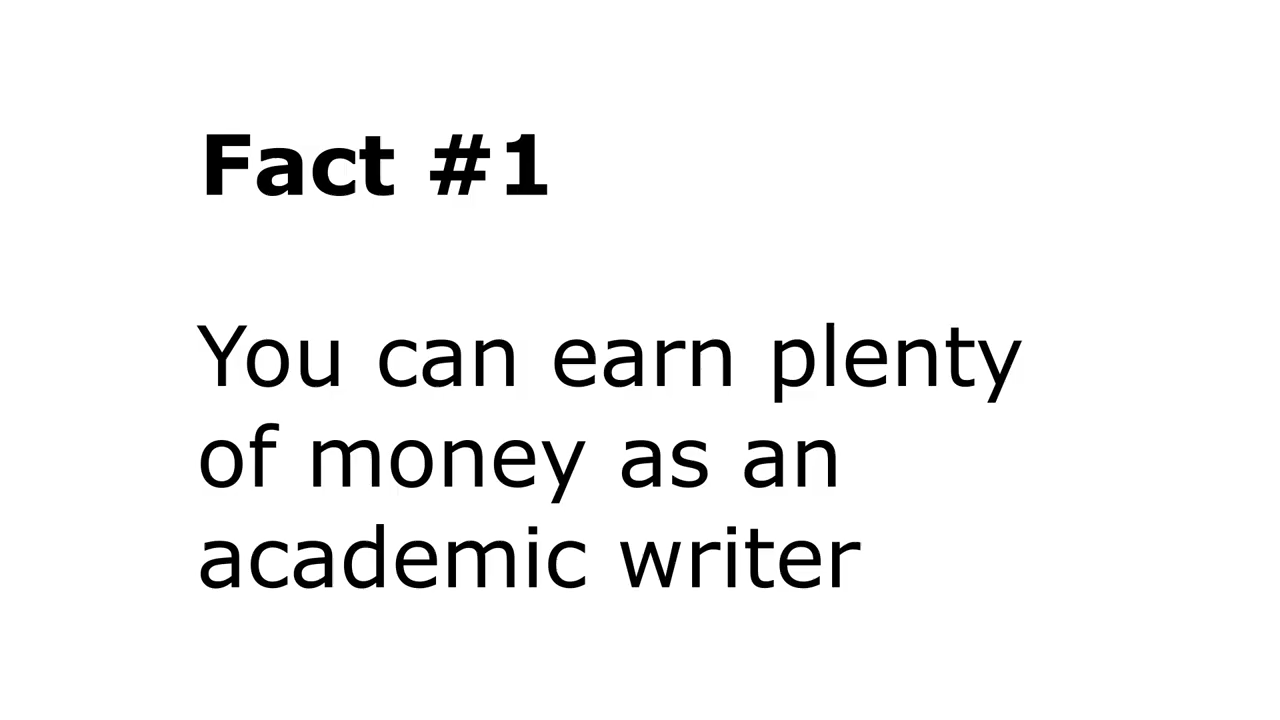 Fact #1
You can earn plenty
of money as an
academic writer